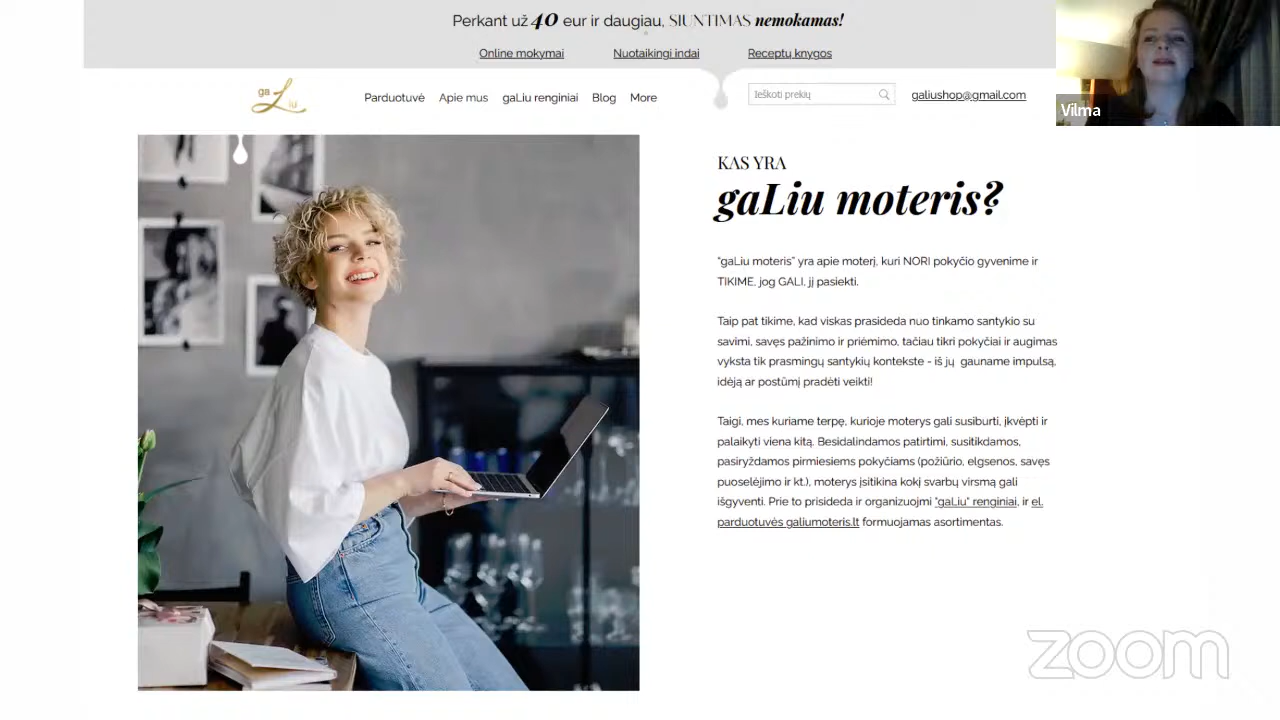 Perkant už 40 eur ir daugiau, SIUNTIMAS nemokamas!
Online mokymai Nuotaikingi indai Receptų knygos
ga
L
iu
Parduotuvė Apie mus gaLiu renginiai Blog More
Ieškoti prekių
galiushop@gmail.com
Vilma
KAS YRA
gaLiu moteris?
"gaLiu moteris" yra apie moterį, kuri NORI pokyčio gyvenime ir
TIKIME, jog GALI, jį pasiekti.
Taip pat tikime, kad viskas prasideda nuo tinkamo santykio su
savimi, savęs pažinimo ir priėmimo, tačiau tikri pokyčiai ir augimas
vyksta tik prasmingų santykių kontekste - iš jų gauname impulsą,
idėją ar postūmį pradėti veikti!
Taigi, mes kuriame terpę, kurioje moterys gali susiburti, įkvėpti ir
palaikyti viena kitą. Besidalindamos patirtimi, susitikdamos,
pasiryždamos pirmiesiems pokyčiams (požiūrio, elgsenos, savęs
puoselėjimo ir kt.), moterys įsitikina kokį svarbų virsmą gali
išgyventi. Prie to prisideda ir organizuojmi "gaLiu" renginiai, ir el.
parduotuvės galiumoteris.lt formuojamas asortimentas.
zoom